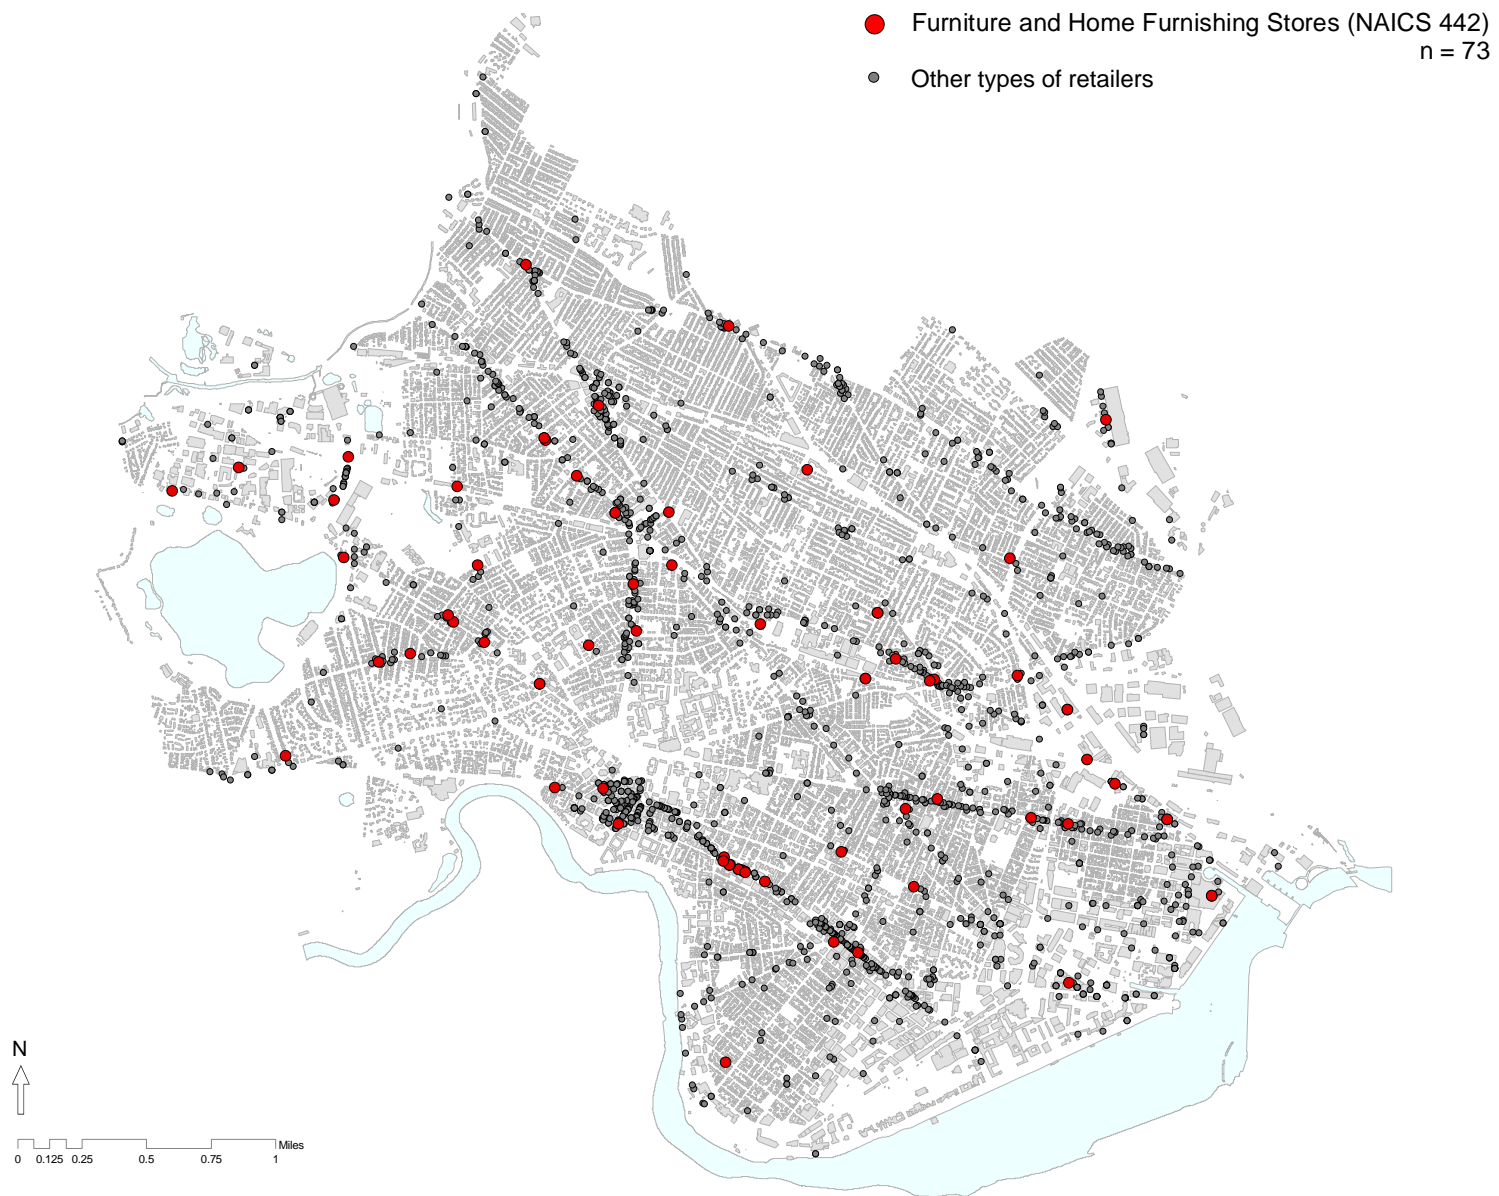 Furniture and Home Furnishing Stores (NAICS 442)
n = 73
Other types of retailers
N
Miles
0 0.125 0.25 0.5 0.75 1